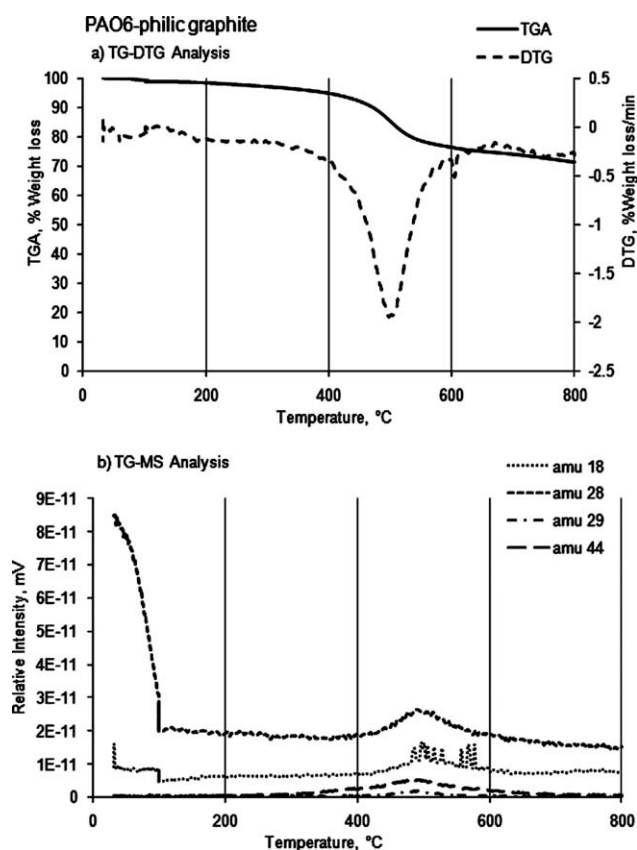 PAO6-philic graphite
a) TG-DTG Analysis
TGA
DTG
100
90
80
70
60
50
40
30
20
10
0
TGA, % Weight loss
0.5
0
-0.5
-1
-1.5
-2
-2.5
DTG, %Weight loss/min
0 200 400 600 800
Temperature, °C
b) TG-MS Analysis
amu 18
amu 28
amu 29
amu 44
9E-11
8E-11
7E-11
6E-11
5E-11
4E-11
3E-11
2E-11
1E-11
0
Relative Intensity, mV
0 200 400 600 800
Temperature, °C